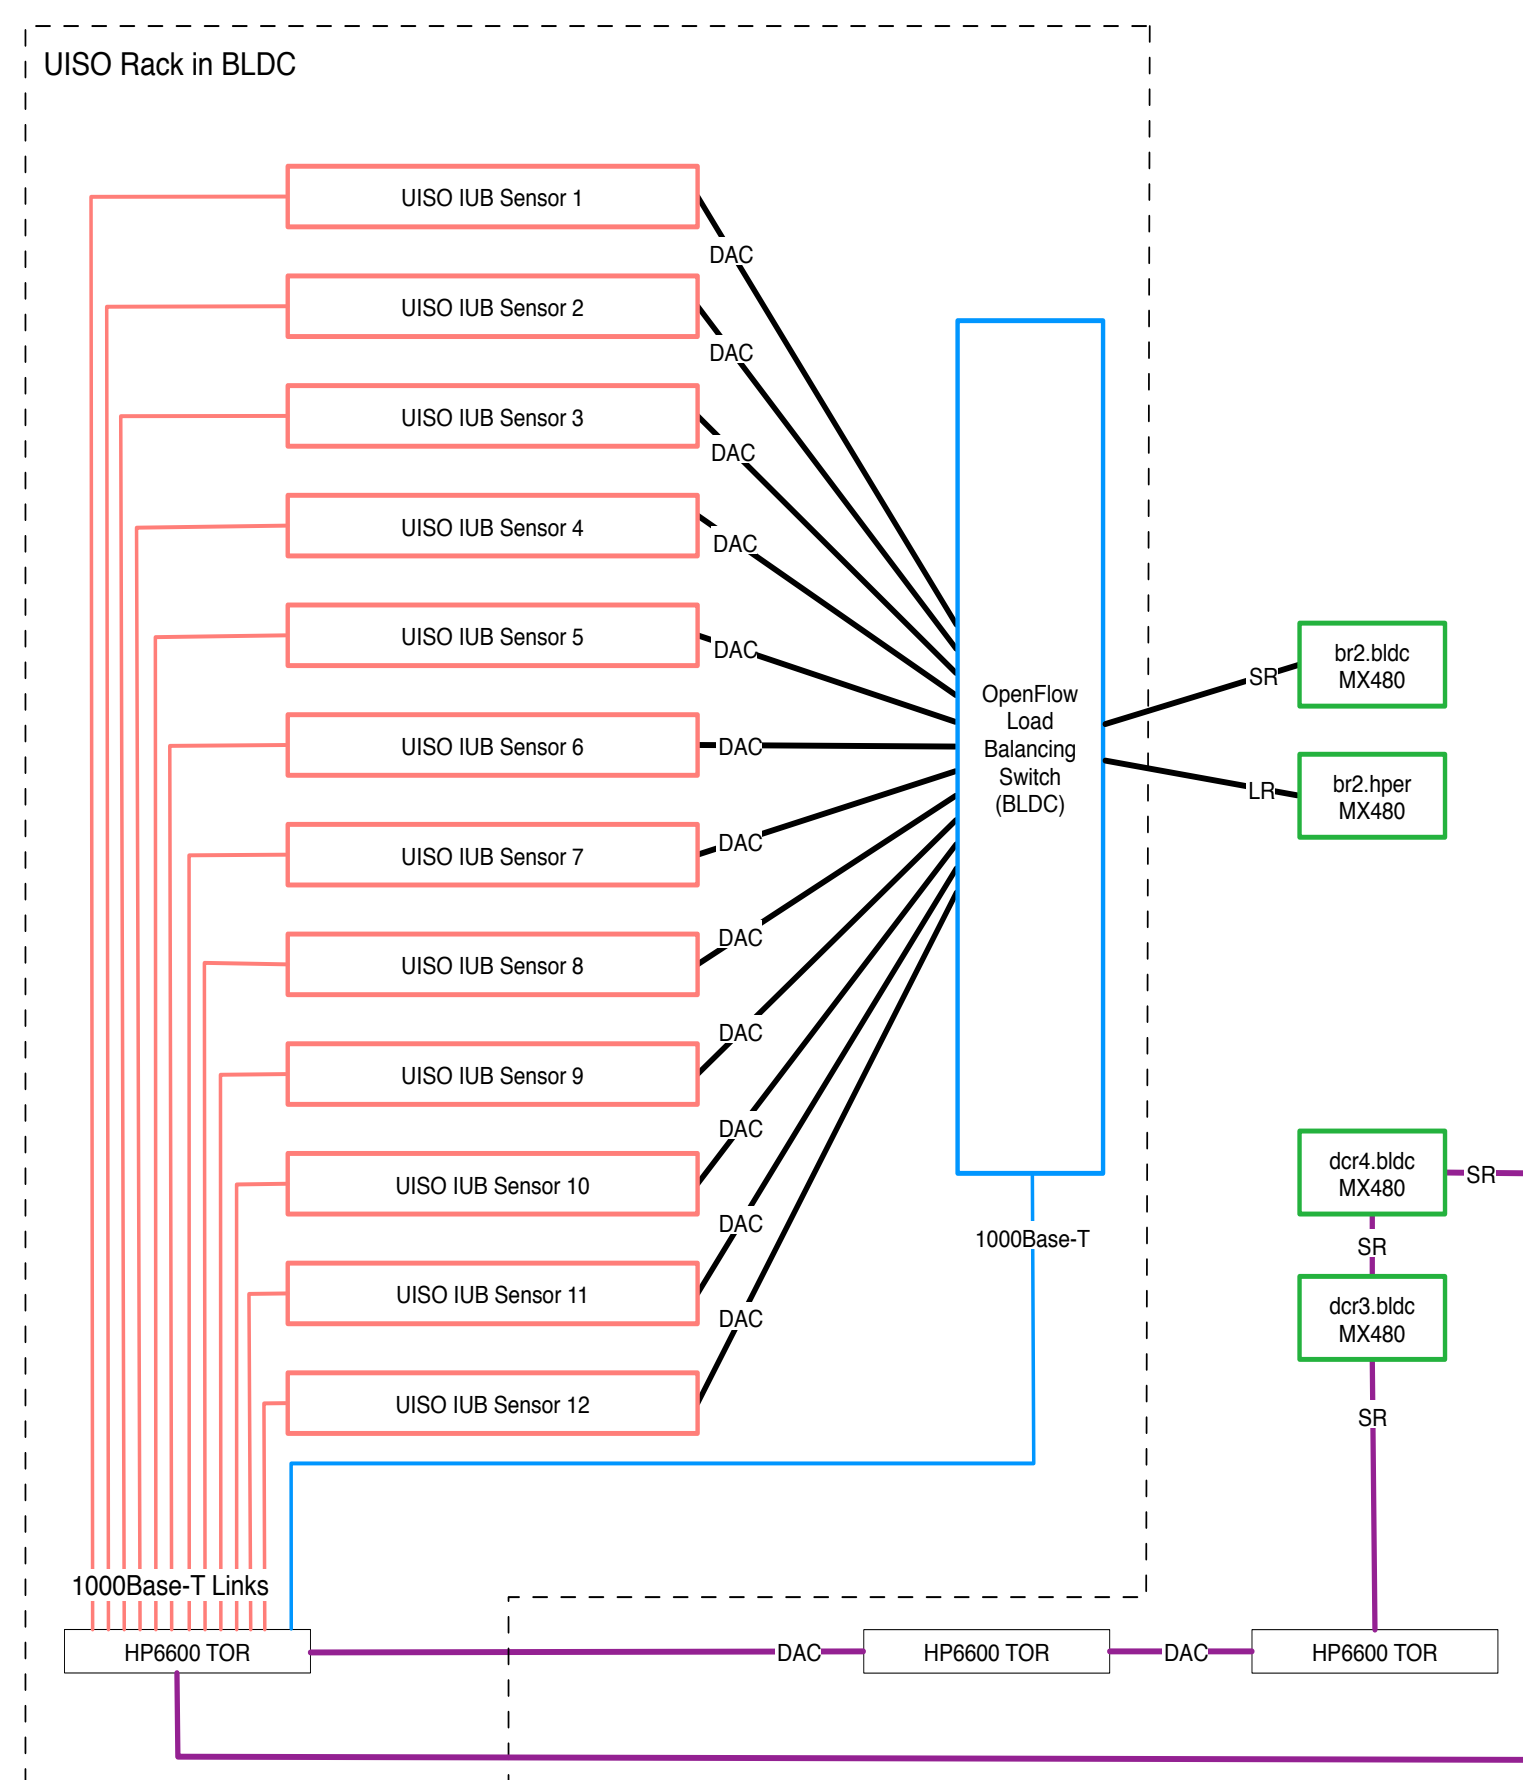 UISO Rack in BLDC
UISO IUB Sensor 1
DAC
UISO IUB Sensor 2
DAC
UISO IUB Sensor 3
DAC
UISO IUB Sensor 4
DAC
UISO IUB Sensor 5
DAC
UISO IUB Sensor 6
DAC
UISO IUB Sensor 7
DAC
UISO IUB Sensor 8
DAC
UISO IUB Sensor 9
DAC
UISO IUB Sensor 10
DAC
UISO IUB Sensor 11
DAC
UISO IUB Sensor 12
DAC
OpenFlow
Load
Balancing
Switch
(BLDC)
SR
br2.bldc
MX480
LR
br2.hper
MX480
1000Base-T
dcr4.bldc
MX480
SR
SR
dcr3.bldc
MX480
SR
1000Base-T Links
HP6600 TOR
DAC
HP6600 TOR
DAC
HP6600 TOR